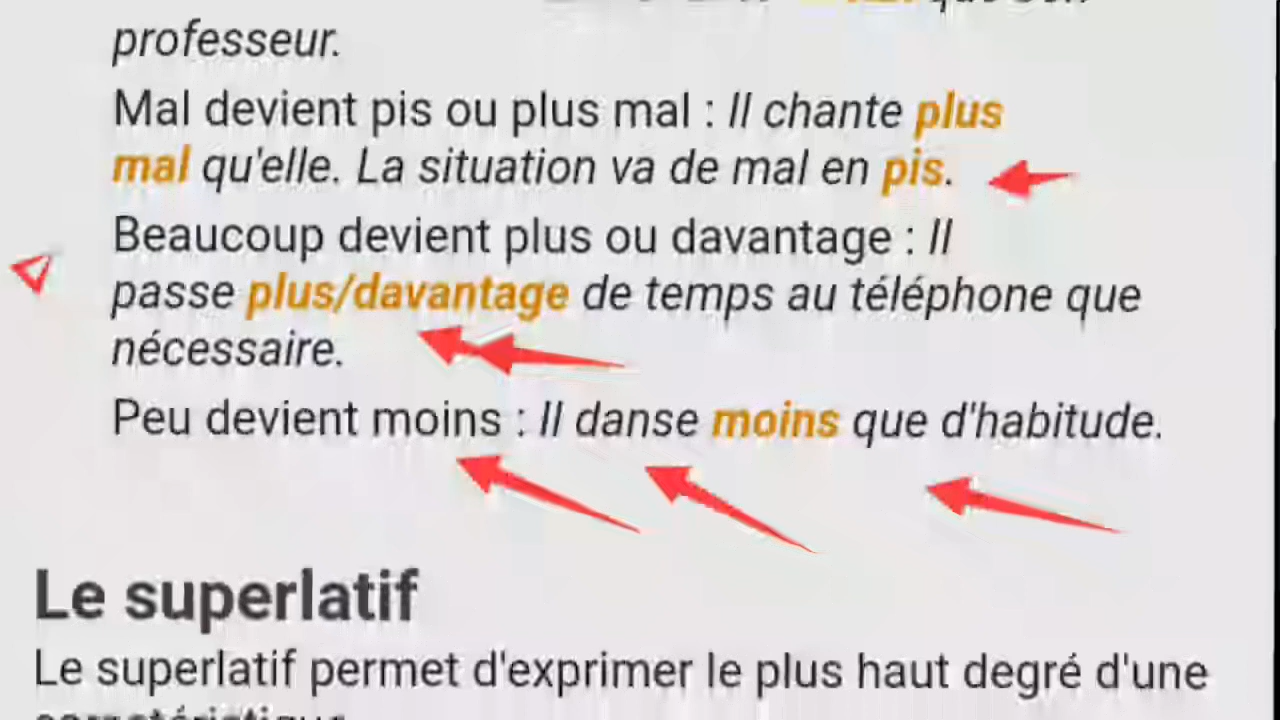 professeur.
Mal devient pis ou plus mal : Il chante plus
mal qu'elle. La situation va de mal en pis.
Beaucoup devient plus ou davantage : Il
passe plus/davantage de temps au téléphone que
nécessaire.
Peu devient moins : Il danse moins que d'habitude.
Le superlatif
Le superlatif permet d'exprimer le plus haut degré d'une